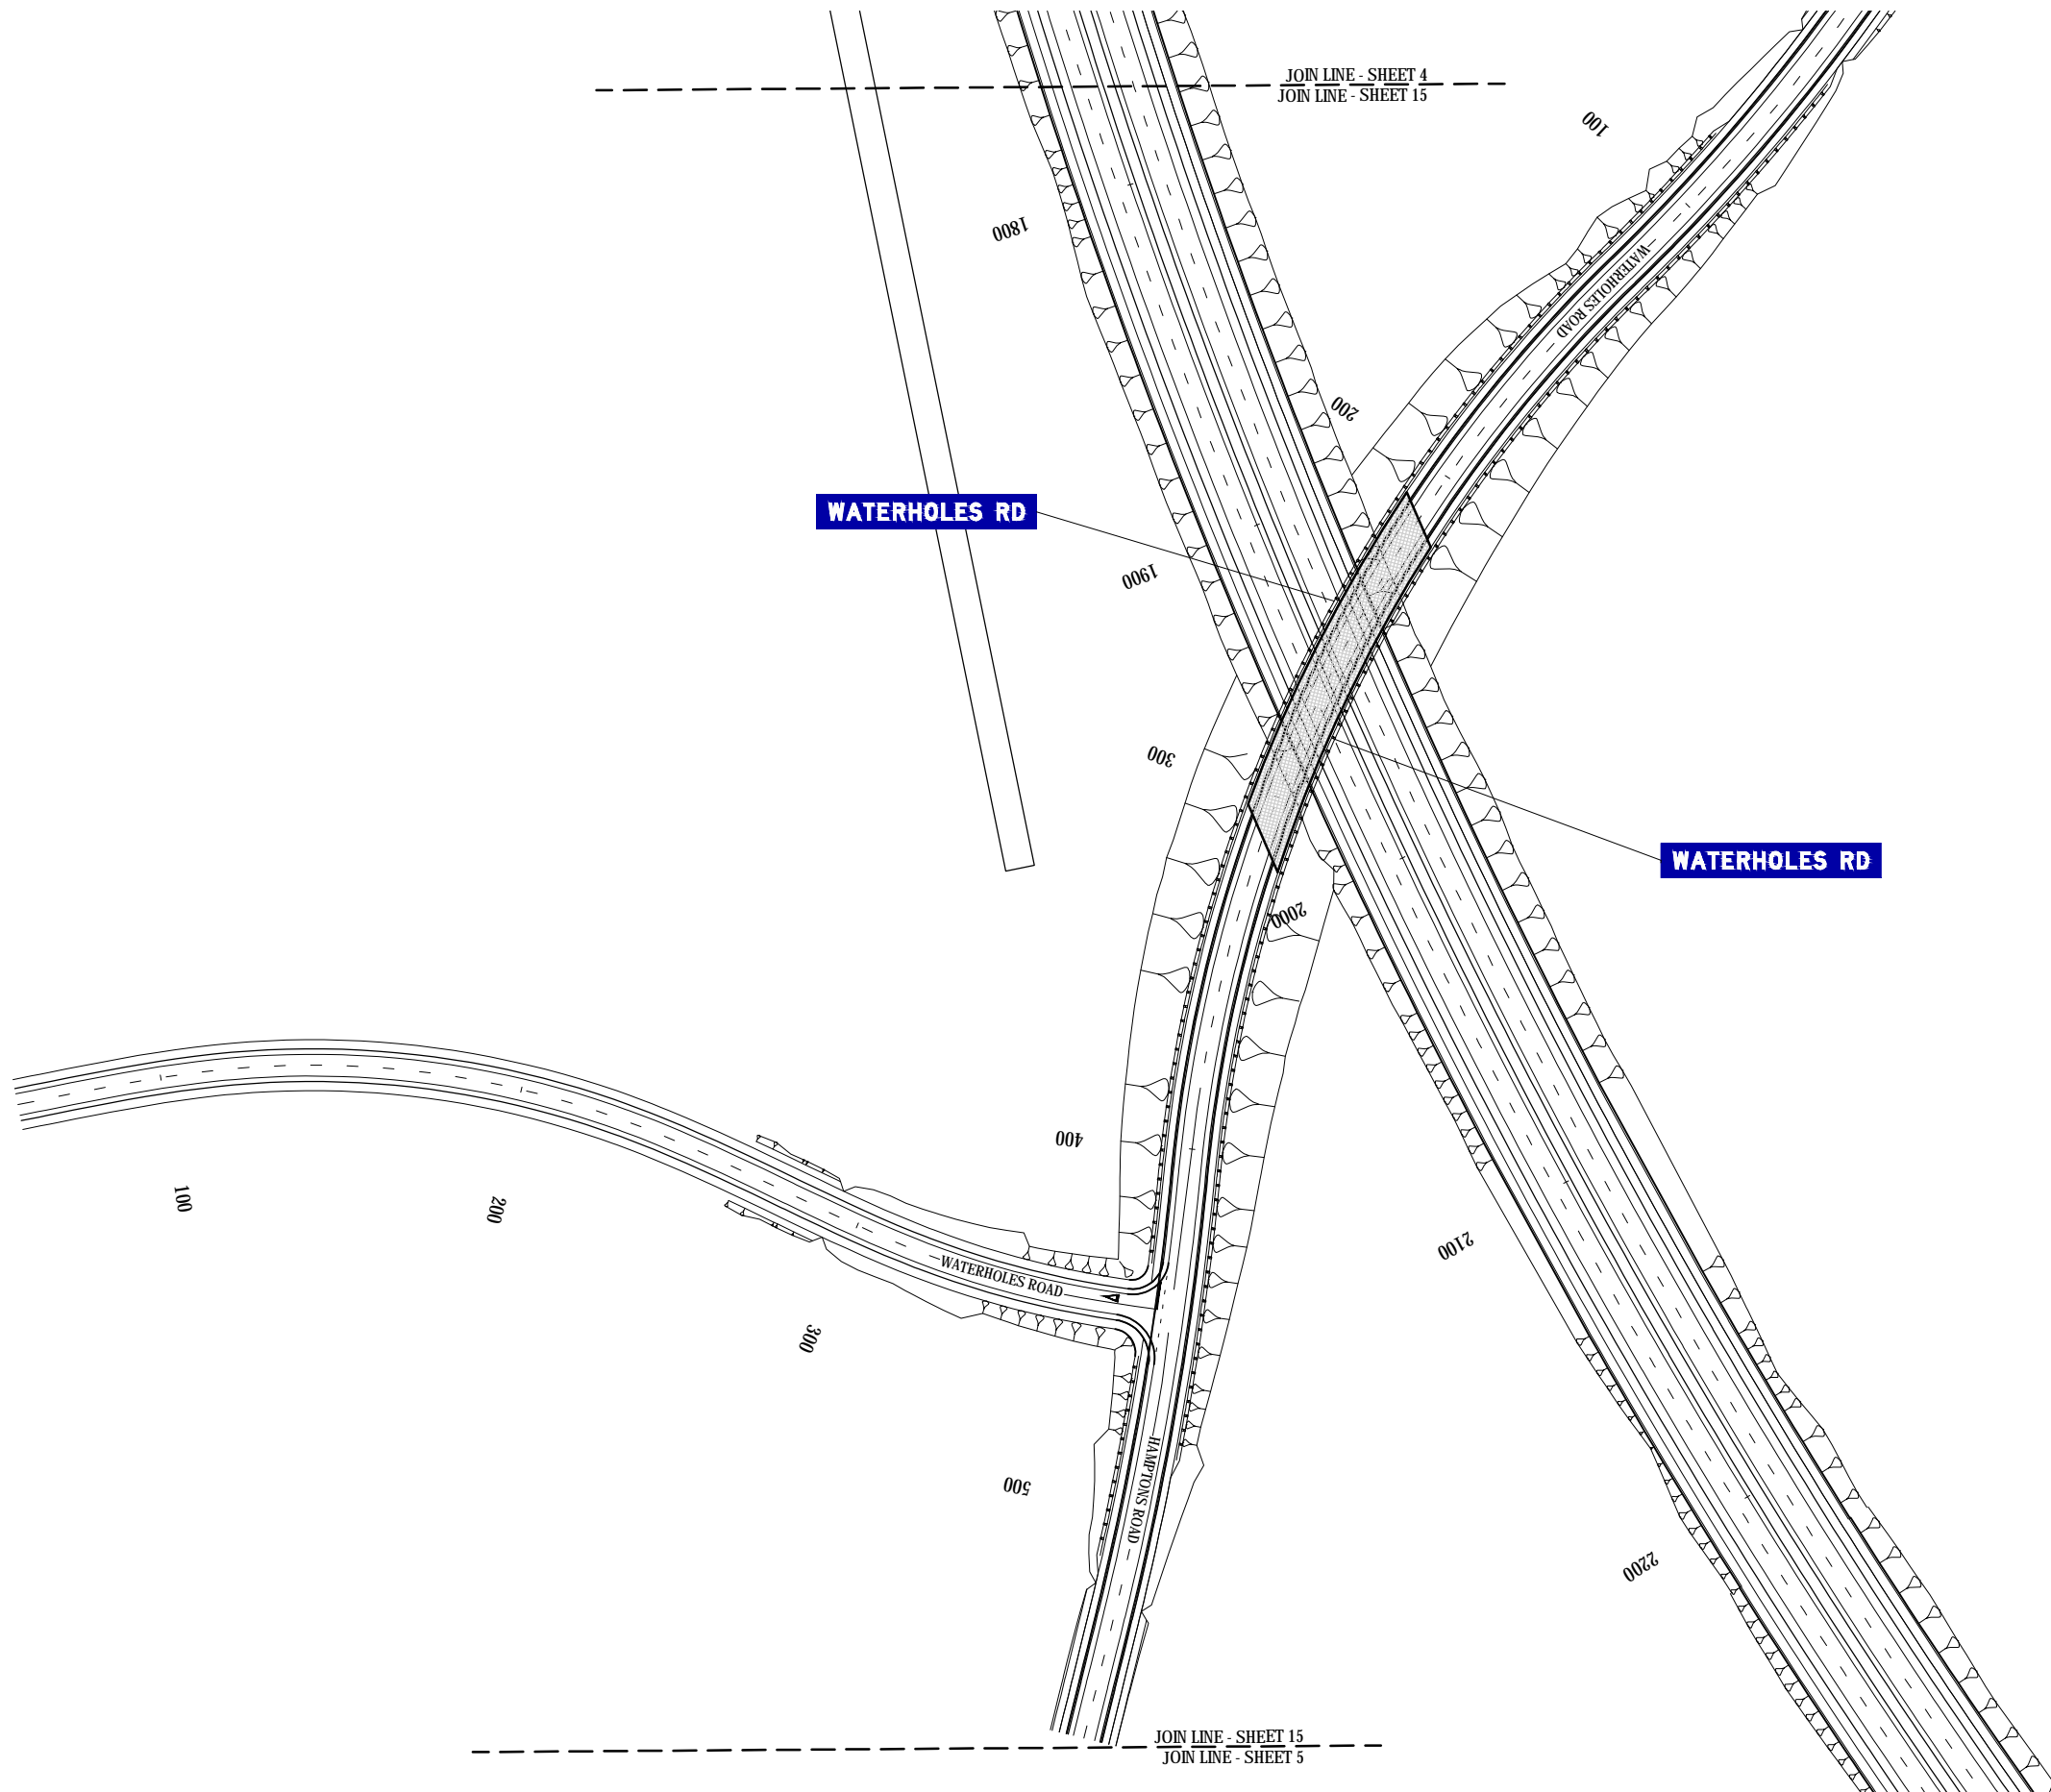 JOIN LINE - SHEET 4
JOIN LINE - SHEET 15
100
1800
WATERHOLES ROAD
200
WATERHOLES RD
1900
300
WATERHOLES RD
2000
400
100
200
2100
WATERHOLES ROAD
300
500
HAMPTONS ROAD
2200
JOIN LINE - SHEET 15
JOIN LINE - SHEET 5